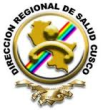 DIRECCION REGIONAL DE SALUD CUSCO